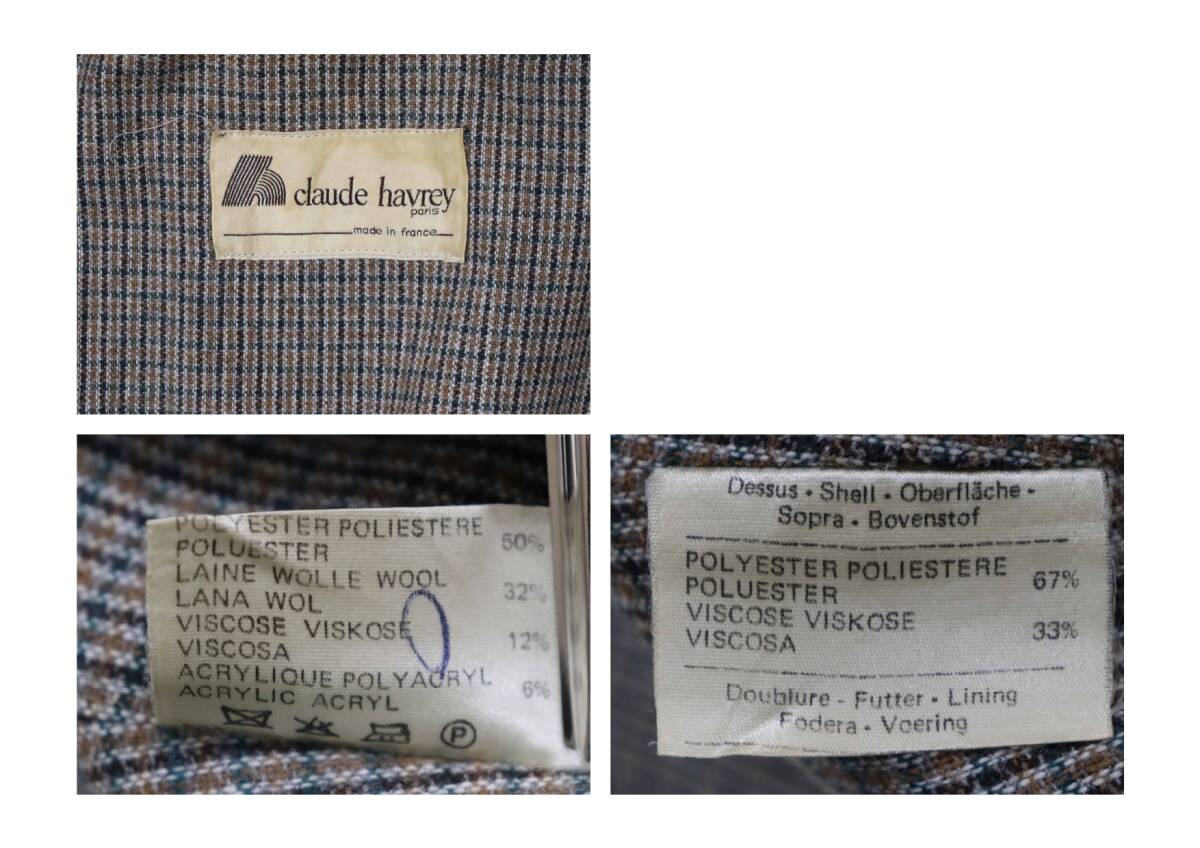 claude havrey
paris
made in france
POLYESTER POLIESTERE
POLUESTER 50%
LAINE WOLLE WOOL
LANA WOL 32%
VISCOSE VISKOSE
VISCOSA 12%
ACRYLIQUE POLYACRYL
ACRYLIC ACRYL 6%
P
Dessus • Shell • Oberfläche •
Sopra • Bovenstof
POLYESTER POLIESTERE
POLUESTER 67%
VISCOSE VISKOSE
VISCOSA 33%
Doublure - Futter • Lining
Fodera • Voering